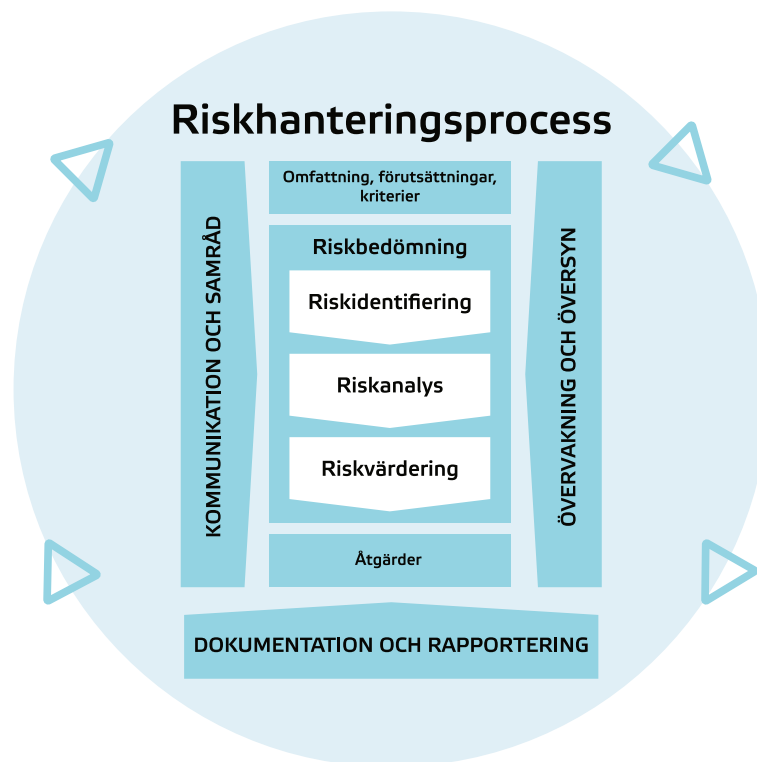 Riskhanteringsprocess
KOMMUNIKATION OCH SAMRÅD
Omfattning, förutsättningar,
kriterier
Riskbedömning
Riskidentifiering
Riskanalys
Riskvärdering
Åtgärder
ÖVERVAKNING OCH ÖVERSYN
DOKUMENTATION OCH RAPPORTERING